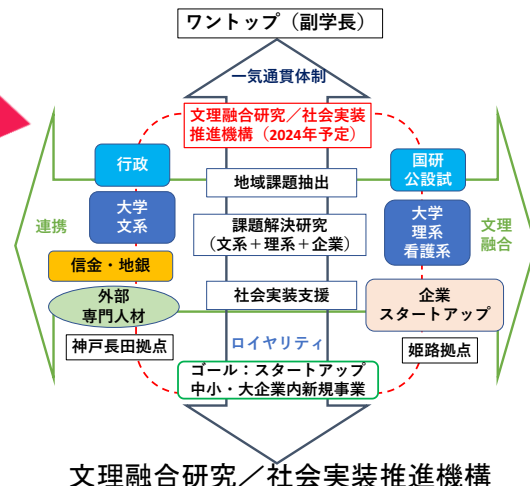 ワントップ（副学長）
一気通貫体制
文理融合研究／社会実装
推進機構（2024年予定）
行政
国研
公設試
地域課題抽出
大学
文系
大学
理系
看護系
連携
文理
融合
課題解決研究
（文系＋理系＋企業）
信金・地銀
外部
専門人材
社会実装支援
企業
スタートアップ
神戸長田拠点
ロイヤリティ
姫路拠点
ゴール：スタートアップ
中小・大企業内新規事業
文理融合研究／社会実装推進機構